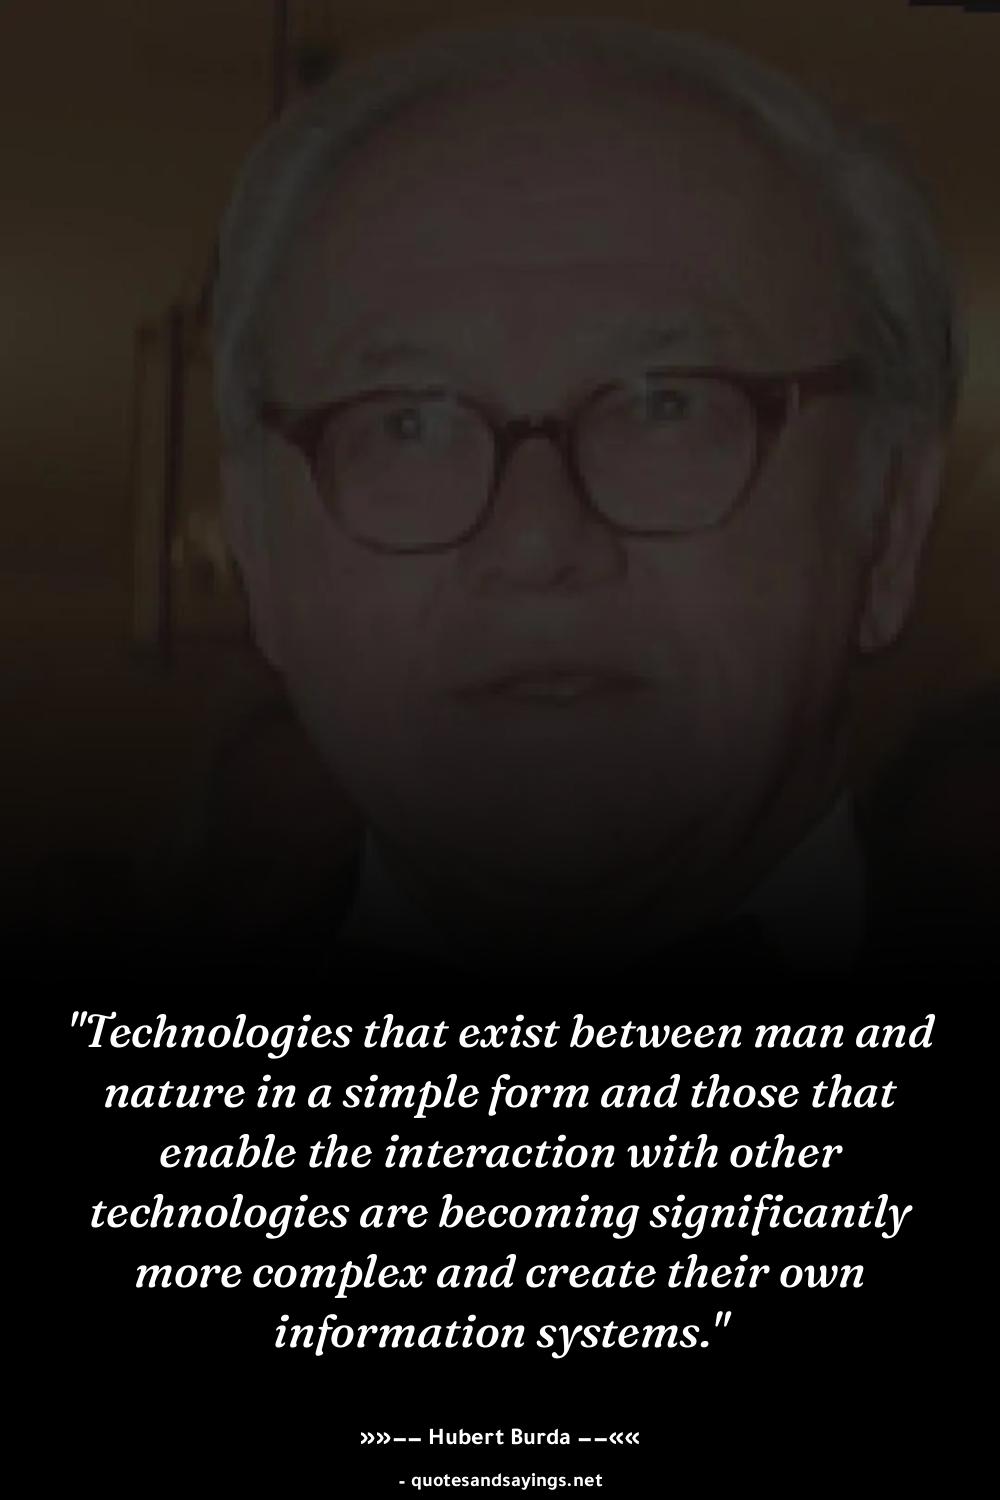 "Technologies that exist between man and
nature in a simple form and those that
enable the interaction with other
technologies are becoming significantly
more complex and create their own
information systems."
»»−− Hubert Burda −−««
- quotesandsayings.net